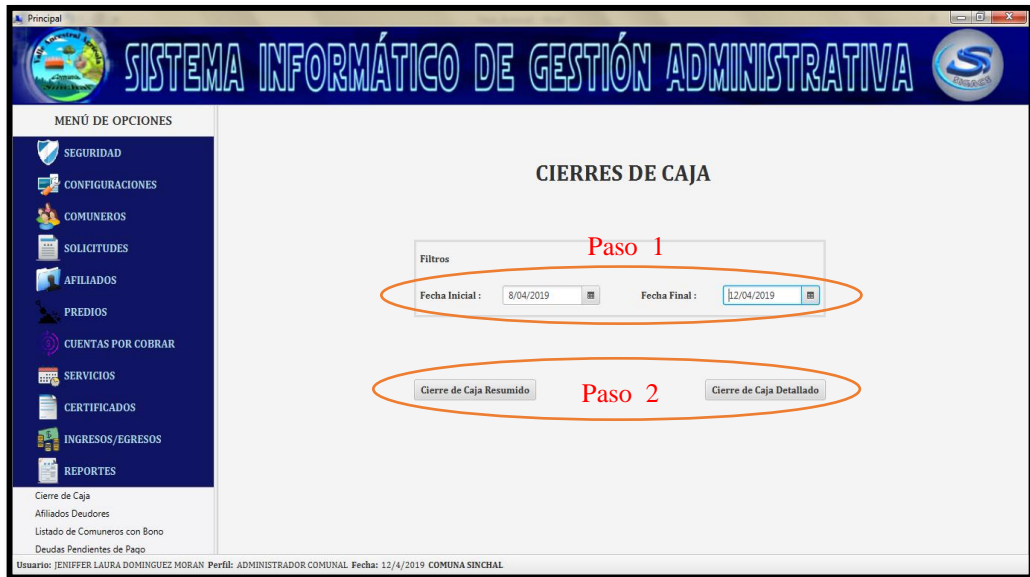 Principal
SISTEMA INFORMÁTICO DE GESTIÓN ADMINISTRATIVA
MENÚ DE OPCIONES
SEGURIDAD
CONFIGURACIONES
COMUNEROS
SOLICITUDES
AFILIADOS
PREDIOS
CUENTAS POR COBRAR
SERVICIOS
CERTIFICADOS
INGRESOS/EGRESOS
REPORTES
Cierre de Caja
Afiliados Deudores
Listado de Comuneros con Bono
Deudas Pendientes de Pago
CIERRES DE CAJA
Paso 1
Filtros
Fecha Inicial : 8/04/2019 Fecha Final : 12/04/2019
Cierre de Caja Resumido Paso 2 Cierre de Caja Detallado
Usuario: JENIFFER LAURA DOMINGUEZ MORAN Perfil: ADMINISTRADOR COMUNAL Fecha: 12/4/2019 COMUNA SINCHAL